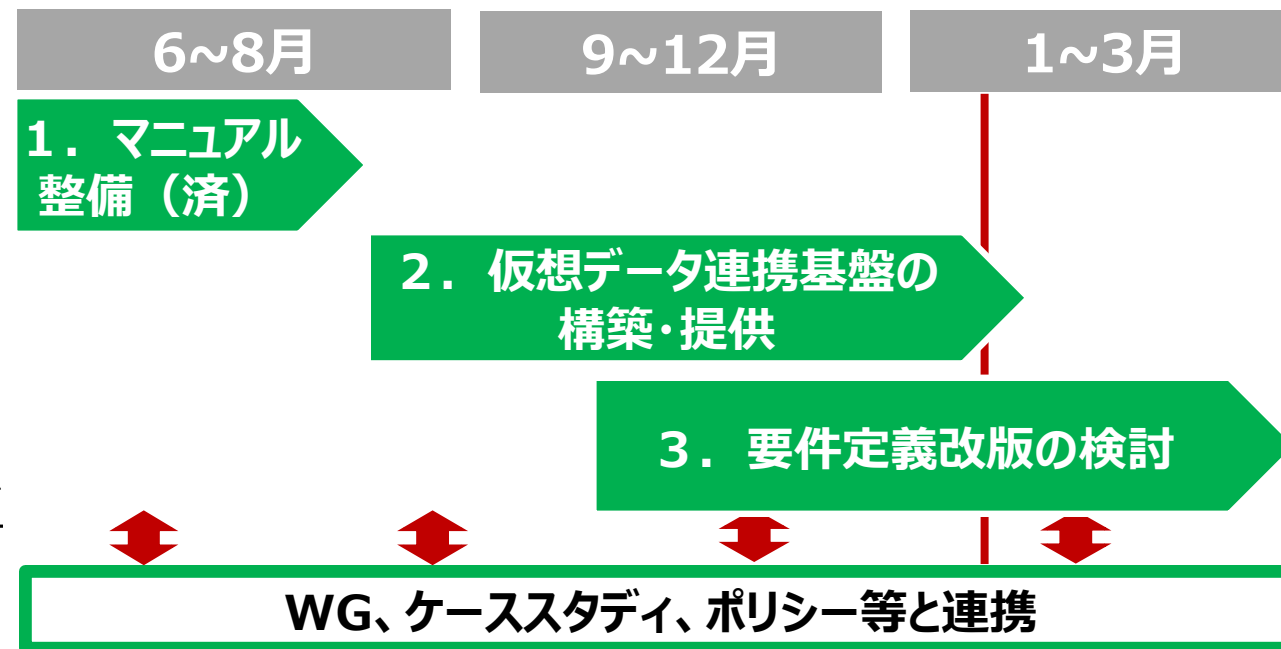 6~8月
9~12月
1~3月
1．マニュアル
整備（済）
2．仮想データ連携基盤の
構築・提供
3．要件定義改版の検討
WG、ケーススタディ、ポリシー等と連携